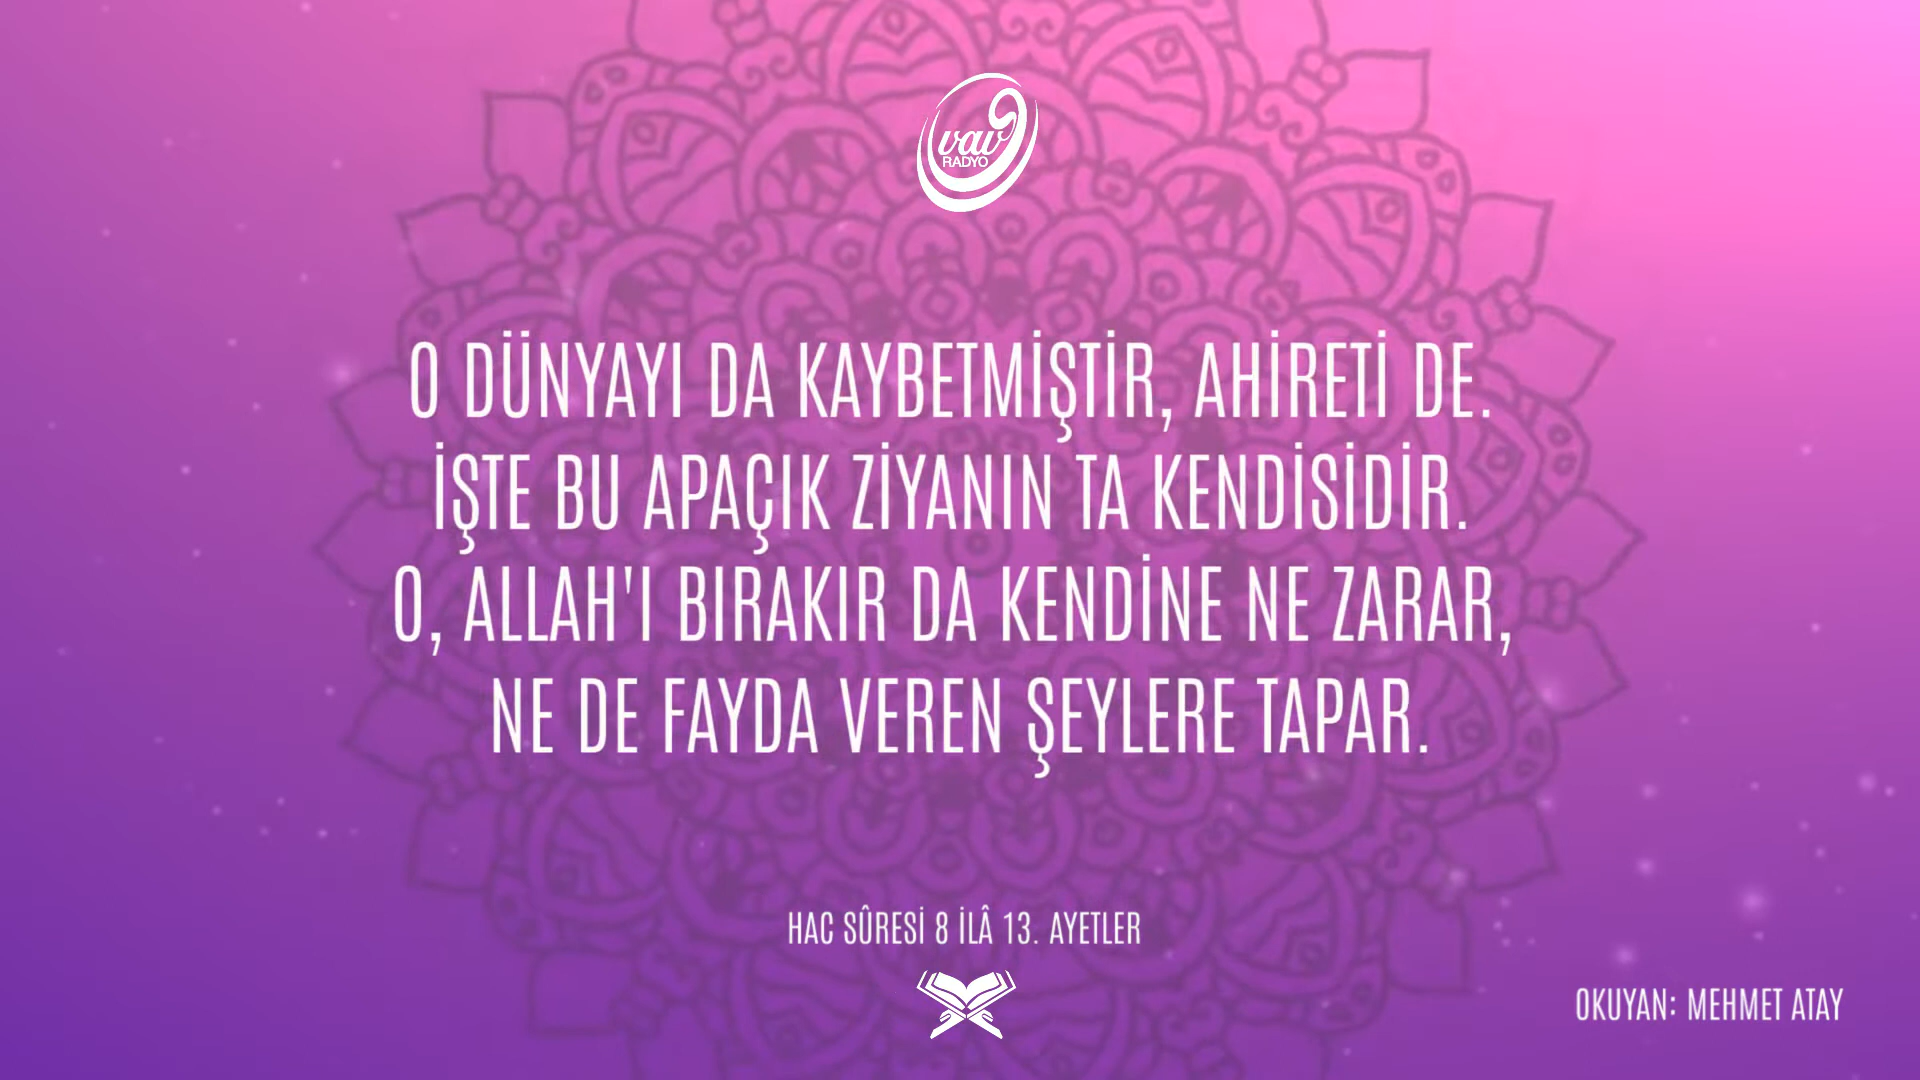 vav
RADYO
O DÜNYAYI DA KAYBETMİŞTİR, AHİRETİ DE.
İŞTE BU APAÇIK ZİYANIN TA KENDİSİDİR.
O, ALLAH'I BIRAKIR DA KENDİNE NE ZARAR,
NE DE FAYDA VEREN ŞEYLERE TAPAR.
HAC SÛRESİ 8 İLÂ 13. AYETLER
OKUYAN: MEHMET ATAY